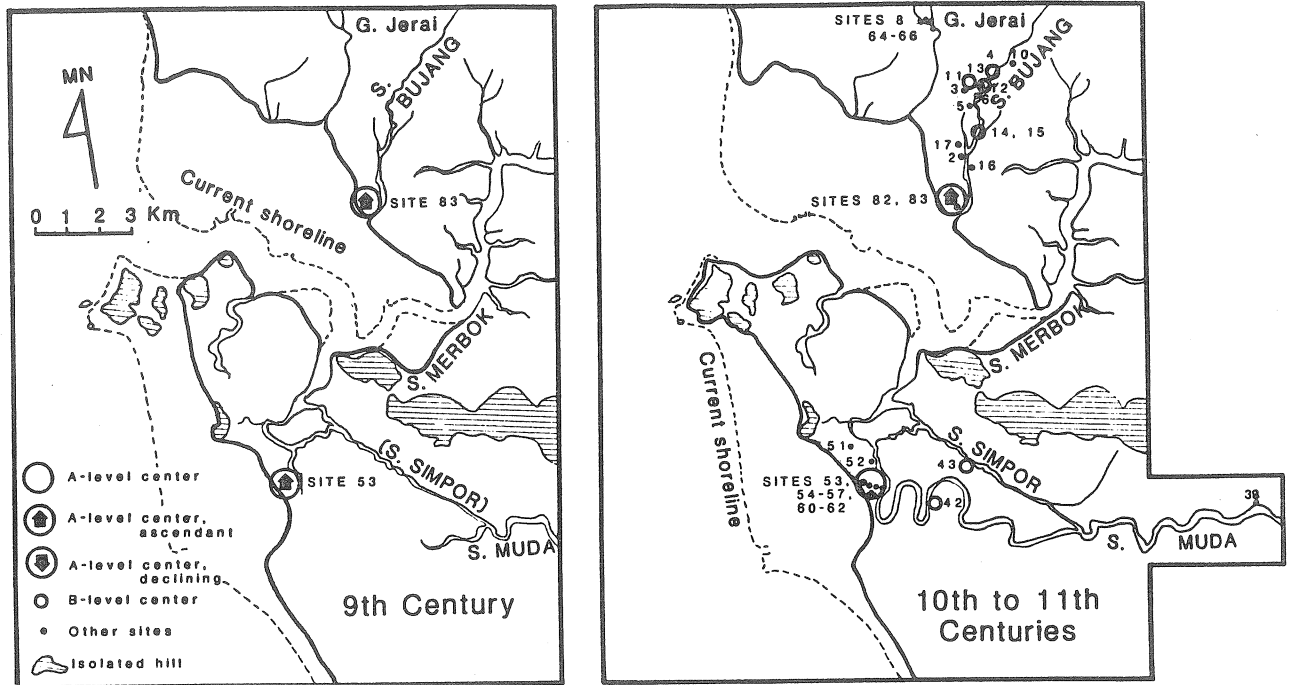 G. Jerai
S. BUJANG
MN
0 1 2 3 Km
Current shoreline
SITE 83
S. MERBOK
(S. SIMPOR)
SITE 53
S. MUDA
A-level center
A-level center,
ascendant
A-level center,
declining
B-level center
Other sites
Isolated hill
9th Century
SITES 8
64-66
G. Jerai
4
10
S. BUJANG
11
13
3
12
6
5
14, 15
17
2
16
SITES 82, 83
S. MERBOK
Current shoreline
51
52
S. SIMPOR
43
SITES 53,
54-57,
60-62
42
S. MUDA
10th to 11th
Centuries